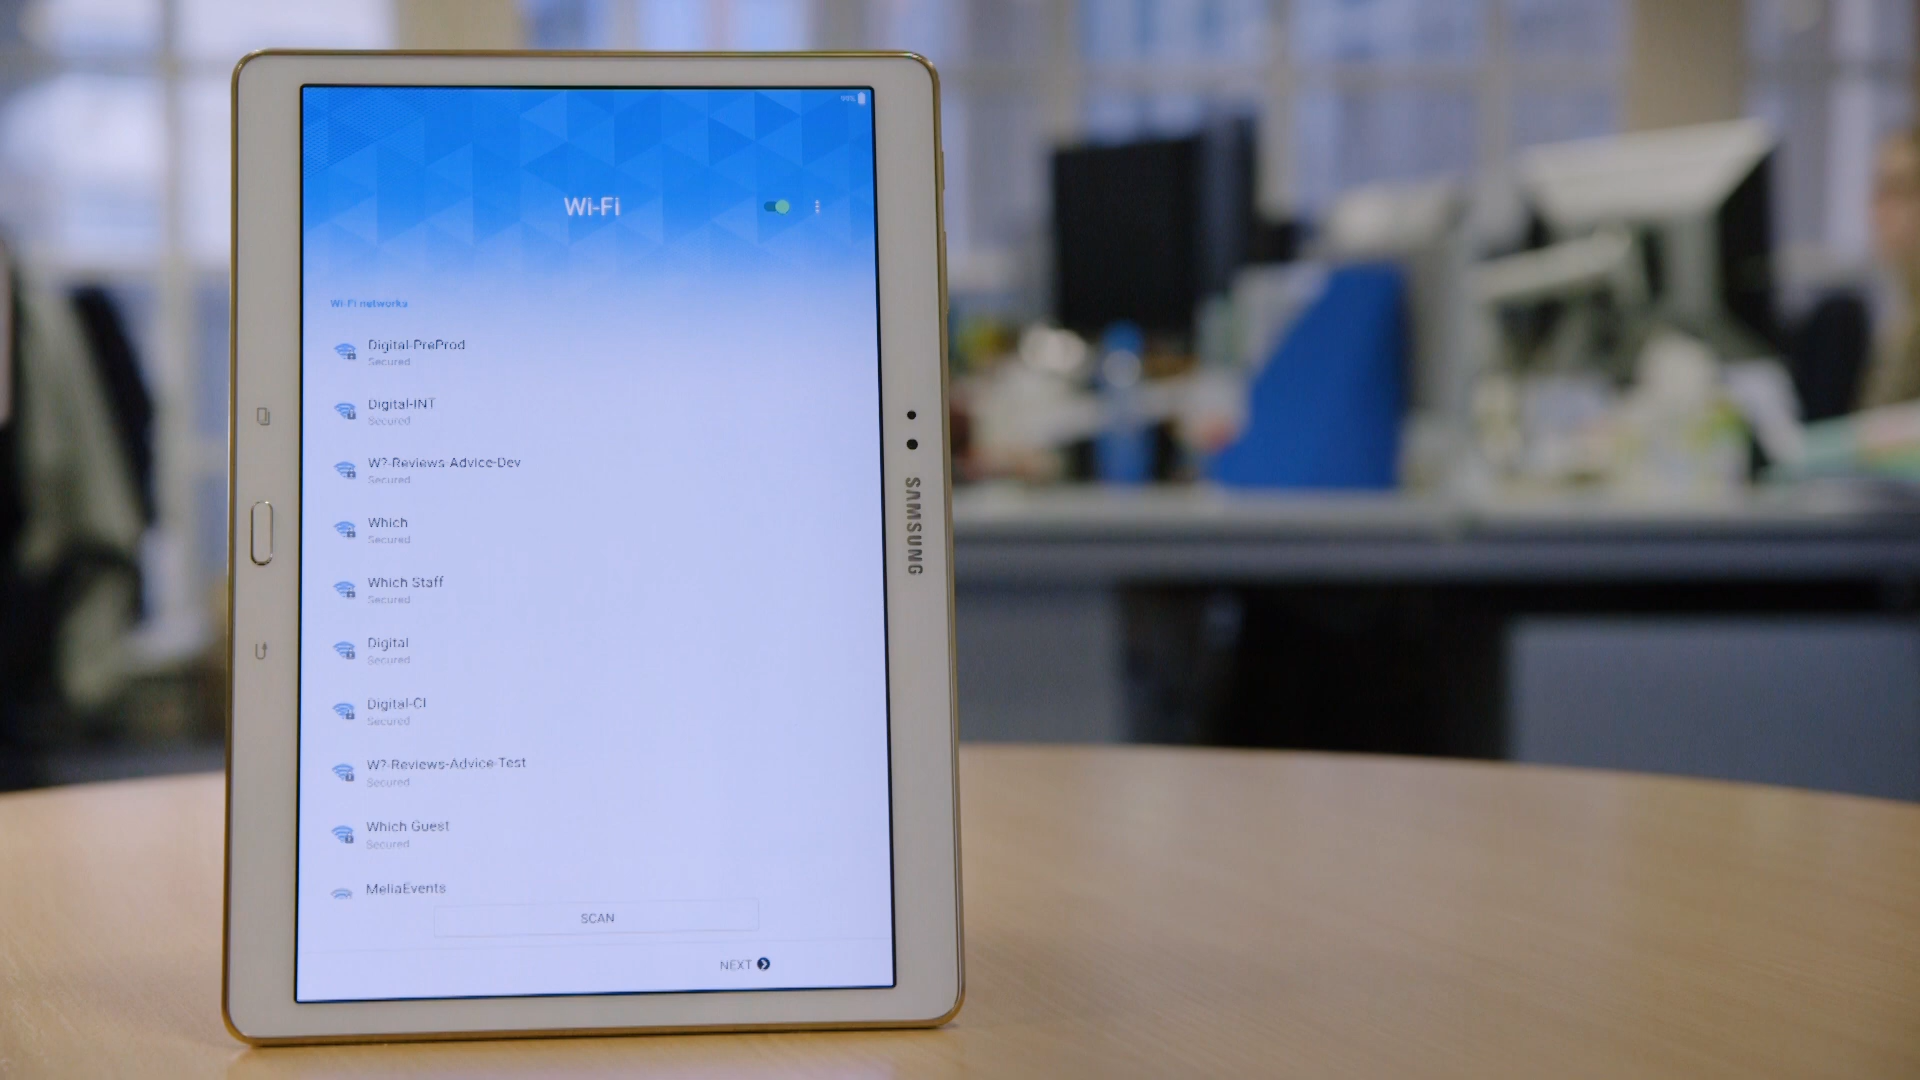 99%
Wi-Fi
Wi-Fi networks
Digital-PreProd
Secured
Digital-INT
Secured
W?-Reviews-Advice-Dev
Secured
Which
Secured
Which Staff
Secured
Digital
Secured
Digital-CI
Secured
W?-Reviews-Advice-Test
Secured
Which Guest
Secured
MeliaEvents
SCAN
NEXT
SAMSUNG